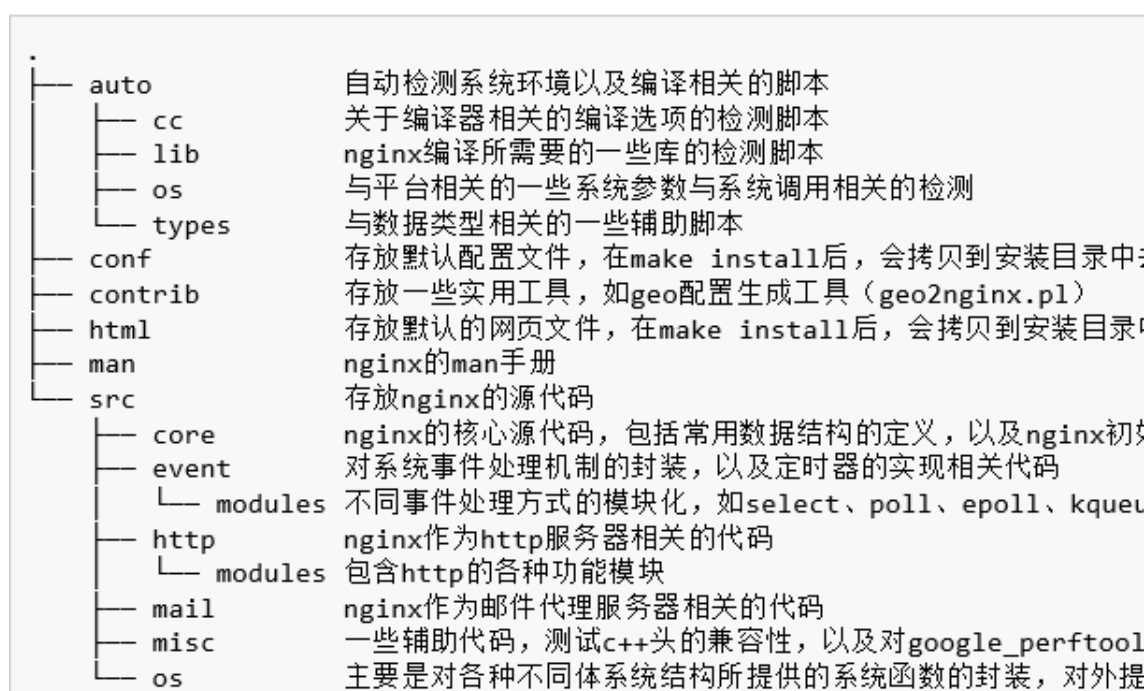 .
├── auto 自动检测系统环境以及编译相关的脚本
│   ├── cc 关于编译器相关的编译选项的检测脚本
│   ├── lib nginx编译所需要的一些库的检测脚本
│   ├── os 与平台相关的一些系统参数与系统调用相关的检测
│   └── types 与数据类型相关的一些辅助脚本
├── conf 存放默认配置文件，在make install后，会拷贝到安装目录中
├── contrib 存放一些实用工具，如geo配置生成工具（geo2nginx.pl）
├── html 存放默认的网页文件，在make install后，会拷贝到安装目录
├── man nginx的man手册
└── src 存放nginx的源代码
    ├── core nginx的核心源代码，包括常用数据结构的定义，以及nginx初
    ├── event 对系统事件处理机制的封装，以及定时器的实现相关代码
    │   └── modules 不同事件处理方式的模块化，如select、poll、epoll、kqueu
    ├── http nginx作为http服务器相关的代码
    │   └── modules 包含http的各种功能模块
    ├── mail nginx作为邮件代理服务器相关的代码
    ├── misc 一些辅助代码，测试c++头的兼容性，以及对google_perftool
    └── os 主要是对各种不同体系统结构所提供的系统函数的封装，对外提